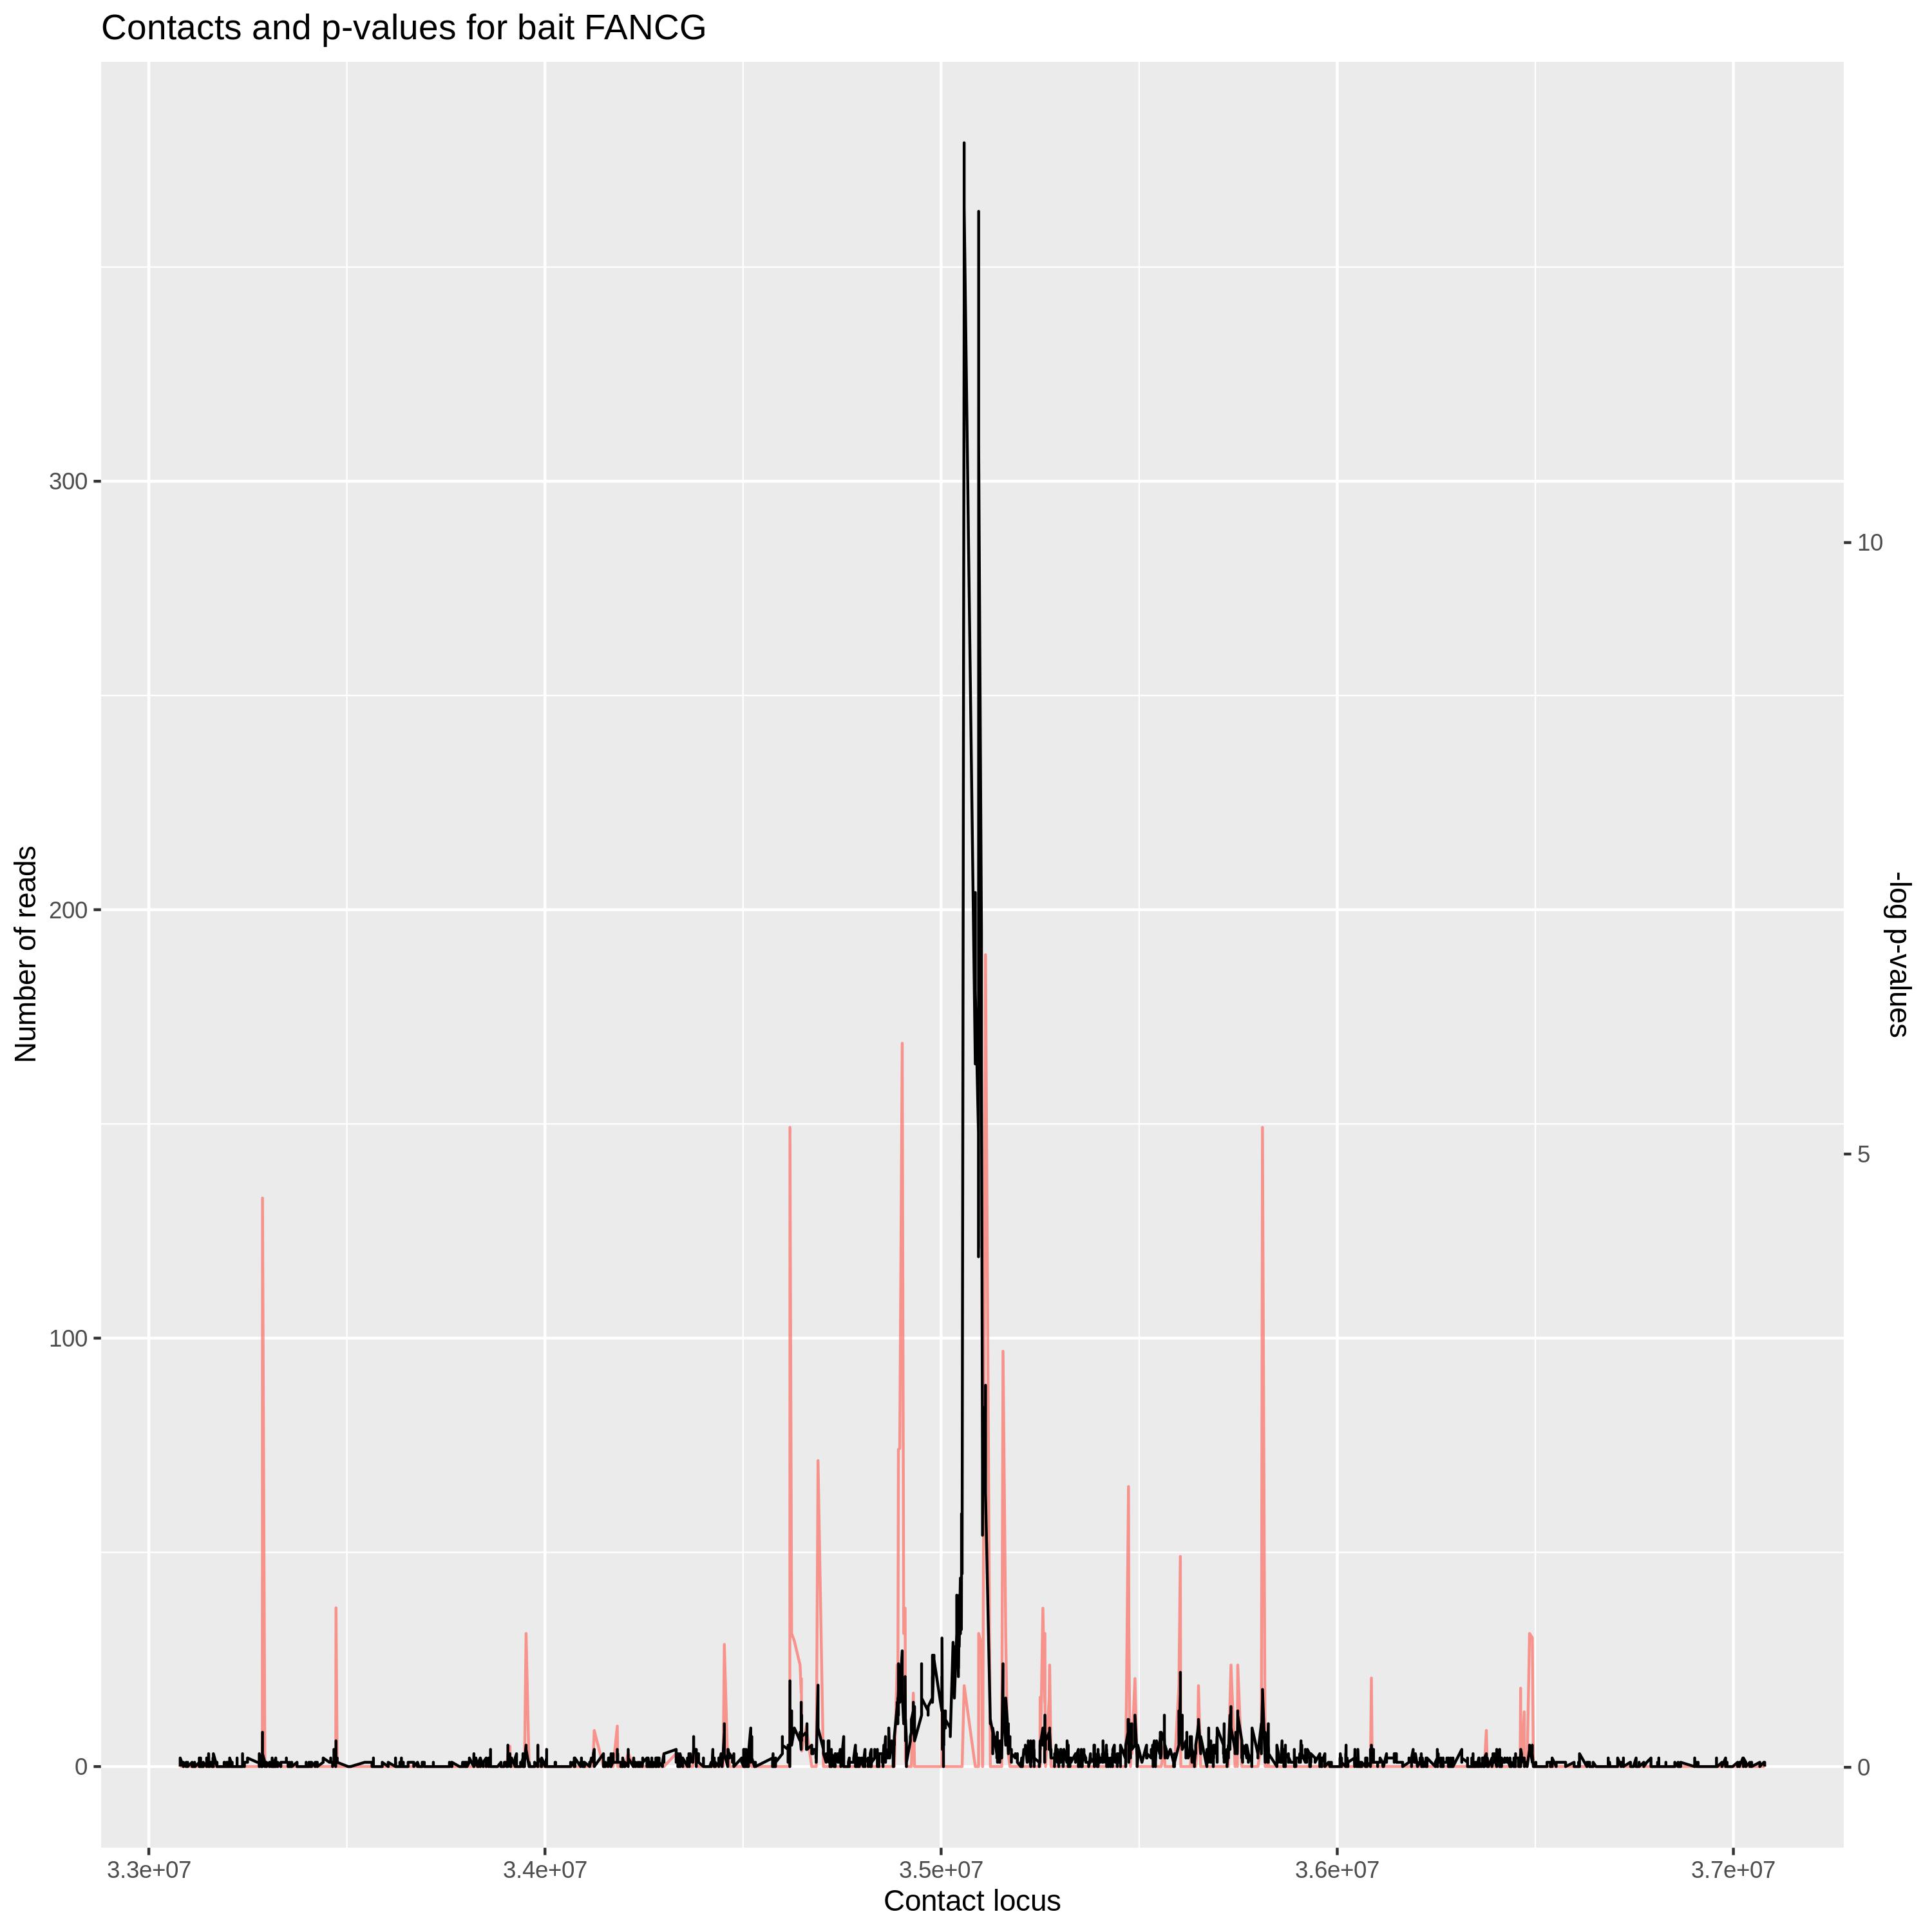 Contacts and p-values for bait FANCG
Number of reads
300
200
100
0
10
5
0
-log p-values
3.3e+07 3.4e+07 3.5e+07 3.6e+07 3.7e+07
Contact locus